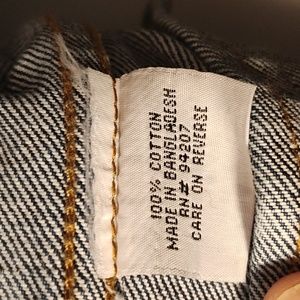 100% COTTON
MADE IN BANGLADESH
RN# 94207
CARE ON REVERSE